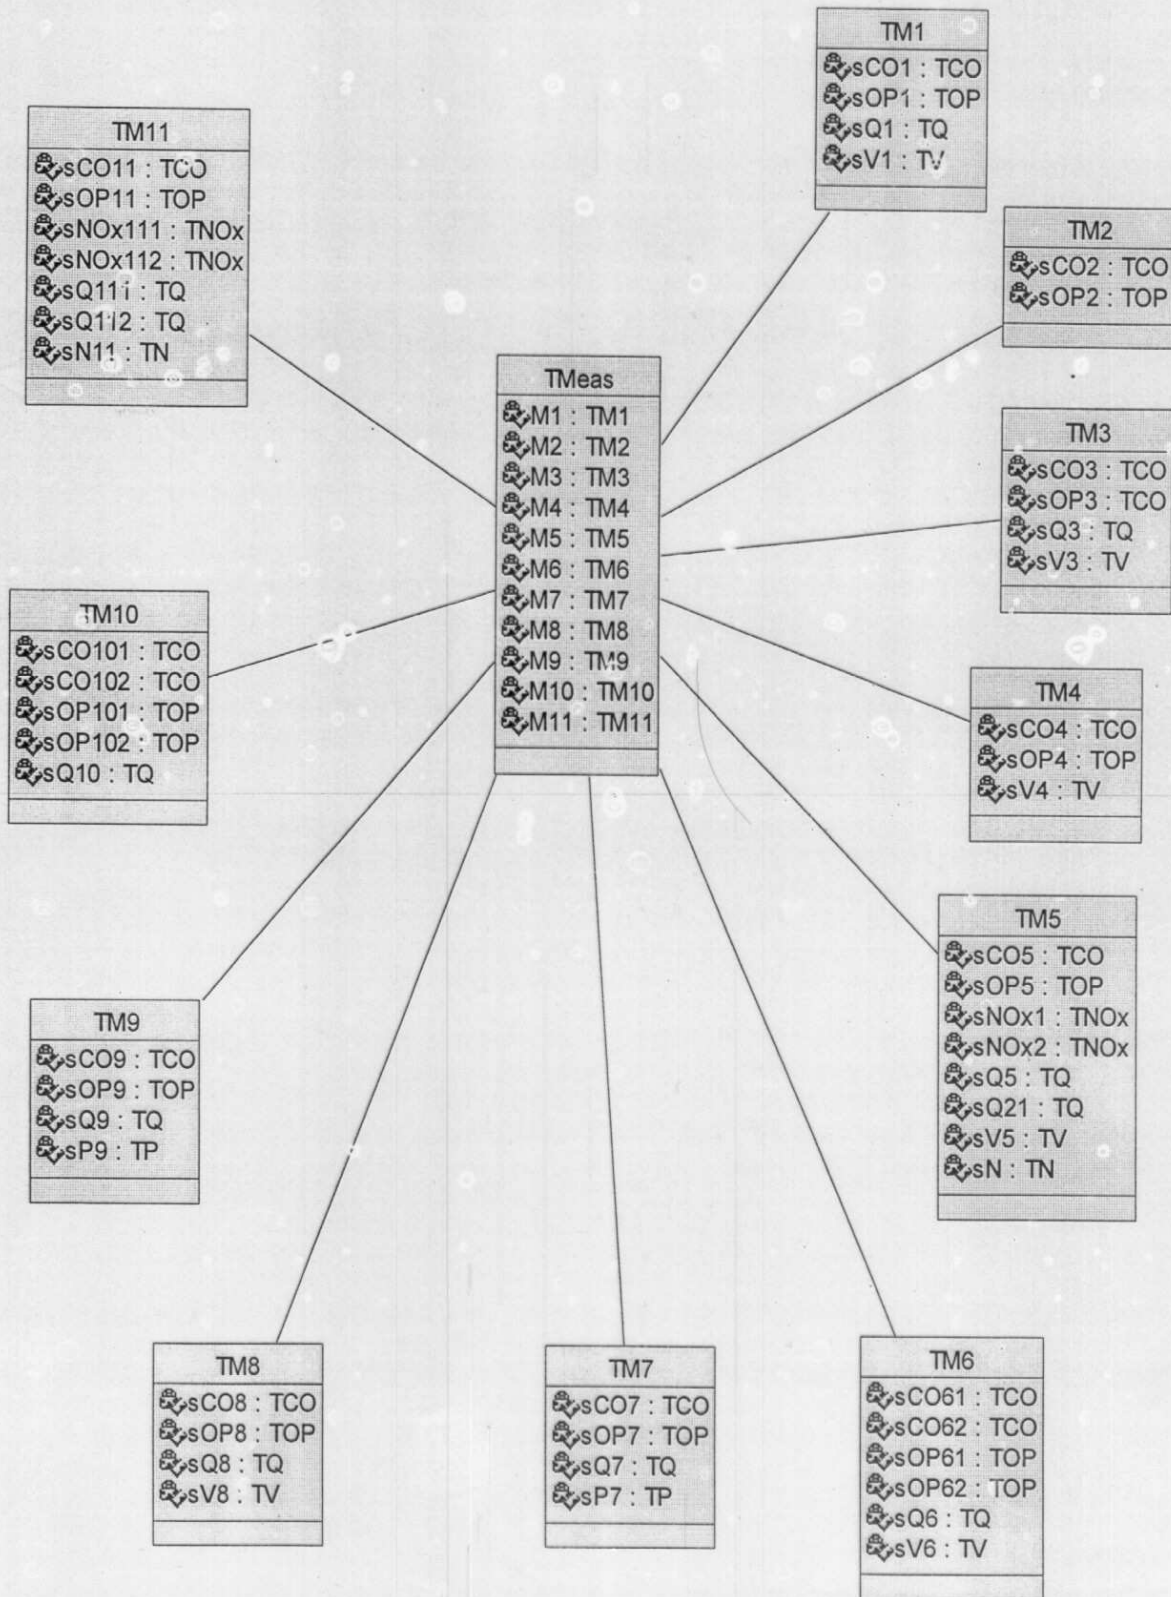 TM1
sCO1 : TCO
sOP1 : TOP
sQ1 : TQ
sV1 : TV
TM11
sCO11 : TCO
sOP11 : TOP
sNOx111 : TNOx
sNOx112 : TNOx
sQ111 : TQ
sQ112 : TQ
sN11 : TN
TM2
sCO2 : TCO
sOP2 : TOP
TMeas
M1 : TM1
M2 : TM2
M3 : TM3
M4 : TM4
M5 : TM5
M6 : TM6
M7 : TM7
M8 : TM8
M9 : TM9
M10 : TM10
M11 : TM11
TM3
sCO3 : TCO
sOP3 : TCO
sQ3 : TQ
sV3 : TV
TM10
sCO101 : TCO
sCO102 : TCO
sOP101 : TOP
sOP102 : TOP
sQ10 : TQ
TM4
sCO4 : TCO
sOP4 : TOP
sV4 : TV
TM5
sCO5 : TCO
sOP5 : TOP
sNOx1 : TNOx
sNOx2 : TNOx
sQ5 : TQ
sQ21 : TQ
sV5 : TV
sN : TN
TM9
sCO9 : TCO
sOP9 : TOP
sQ9 : TQ
sP9 : TP
TM8
sCO8 : TCO
sOP8 : TOP
sQ8 : TQ
sV8 : TV
TM7
sCO7 : TCO
sOP7 : TOP
sQ7 : TQ
sP7 : TP
TM6
sCO61 : TCO
sCO62 : TCO
sOP61 : TOP
sOP62 : TOP
sQ6 : TQ
sV6 : TV